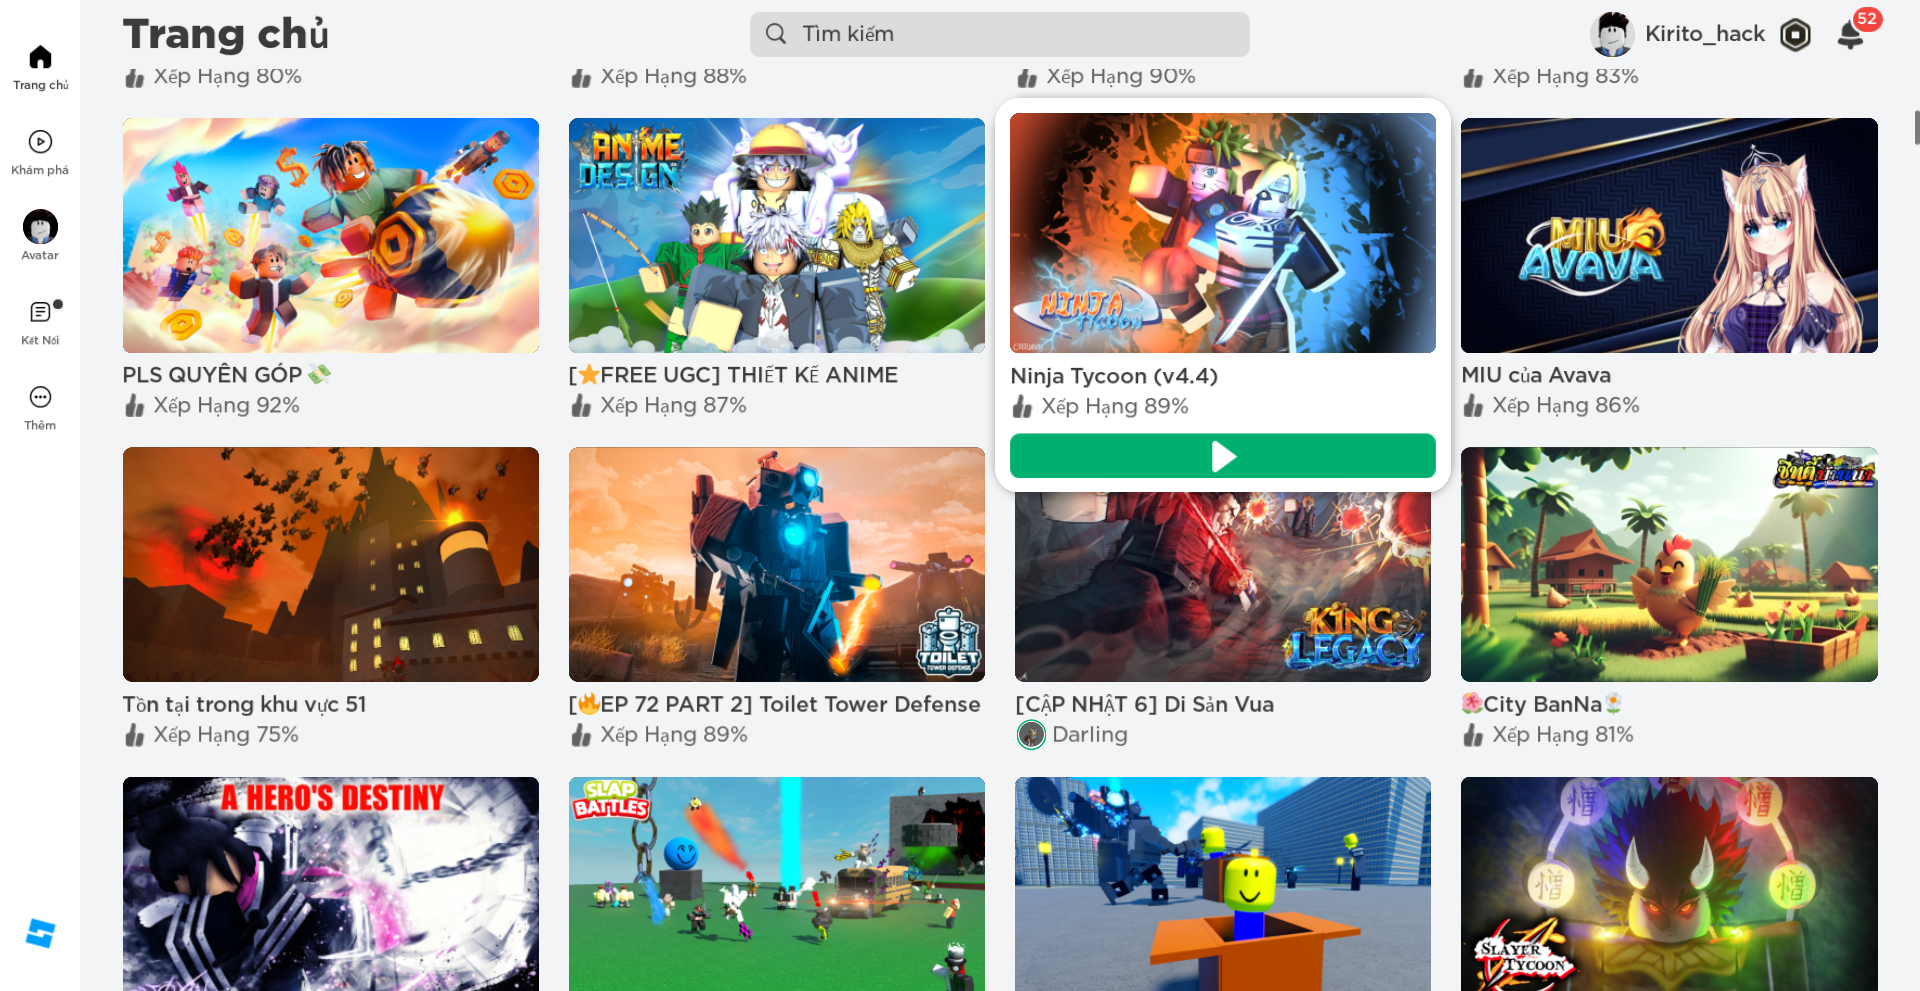 Trang chủ
Tìm kiếm
Kirito_hack
52
Trang chủ
Khám phá
Avatar
Kết Nối
Thêm
Xếp Hạng 80%
Xếp Hạng 88%
Xếp Hạng 90%
Xếp Hạng 83%
ANIME
DESIGN
NINJA
TYCOON
MIU
AVAVA
PLS QUYÊN GÓP
[⭐FREE UGC] THIẾT KẾ ANIME
Ninja Tycoon (v4.4)
MIU của Avava
Xếp Hạng 92%
Xếp Hạng 87%
Xếp Hạng 89%
Xếp Hạng 86%
TOILET
TOWER DEFENSE
KING
LEGACY
Tồn tại trong khu vực 51
[🔥EP 72 PART 2] Toilet Tower Defense
[CẬP NHẬT 6] Di Sản Vua
🌺City BanNa🌼
Xếp Hạng 75%
Xếp Hạng 89%
Darling
Xếp Hạng 81%
A HERO'S DESTINY
SLAP
BATTLES
SLAYER
TYCOON